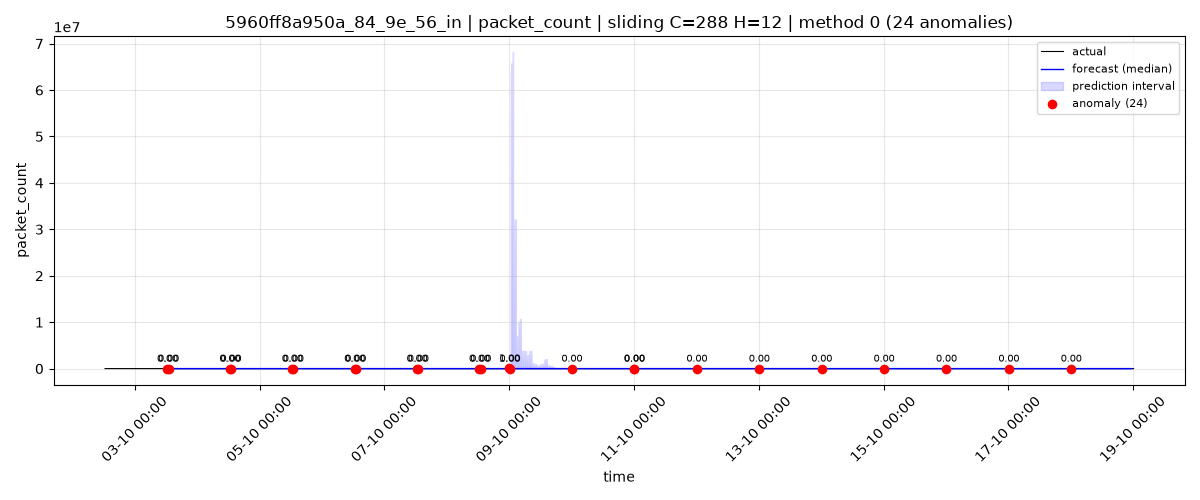 5960ff8a950a_84_9e_56_in | packet_count | sliding C=288 H=12 | method 0 (24 anomalies)
1e7
7
6
5
4
3
2
1
0
packet_count
actual
forecast (median)
prediction interval
anomaly (24)
0.00 0.00 0.00 0.00 0.00 0.00 0.00 0.00 0.00 0.00 0.00 0.00 0.00 0.00 0.00
03-10 00:00
05-10 00:00
07-10 00:00
09-10 00:00
11-10 00:00
13-10 00:00
15-10 00:00
17-10 00:00
19-10 00:00
time